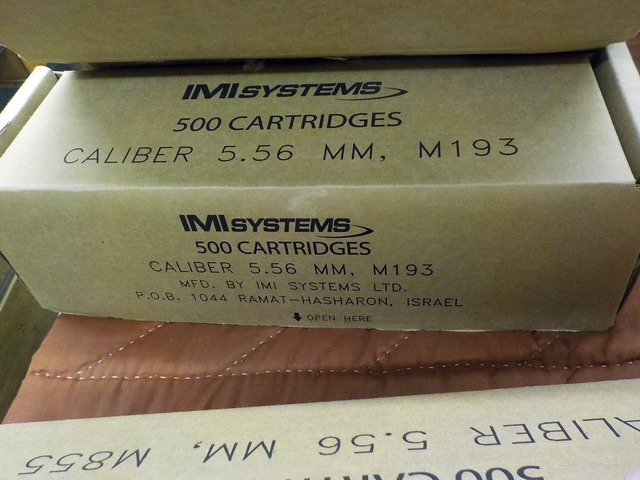 IMI SYSTEMS
500 CARTRIDGES
CALIBER 5.56 MM, M193
IMI SYSTEMS
500 CARTRIDGES
CALIBER 5.56 MM, M193
MFD. BY IMI SYSTEMS LTD.
P.O.B. 1044 RAMAT-HASHARON, ISRAEL
OPEN HERE
500
CALIBER 5.56 MM, M855